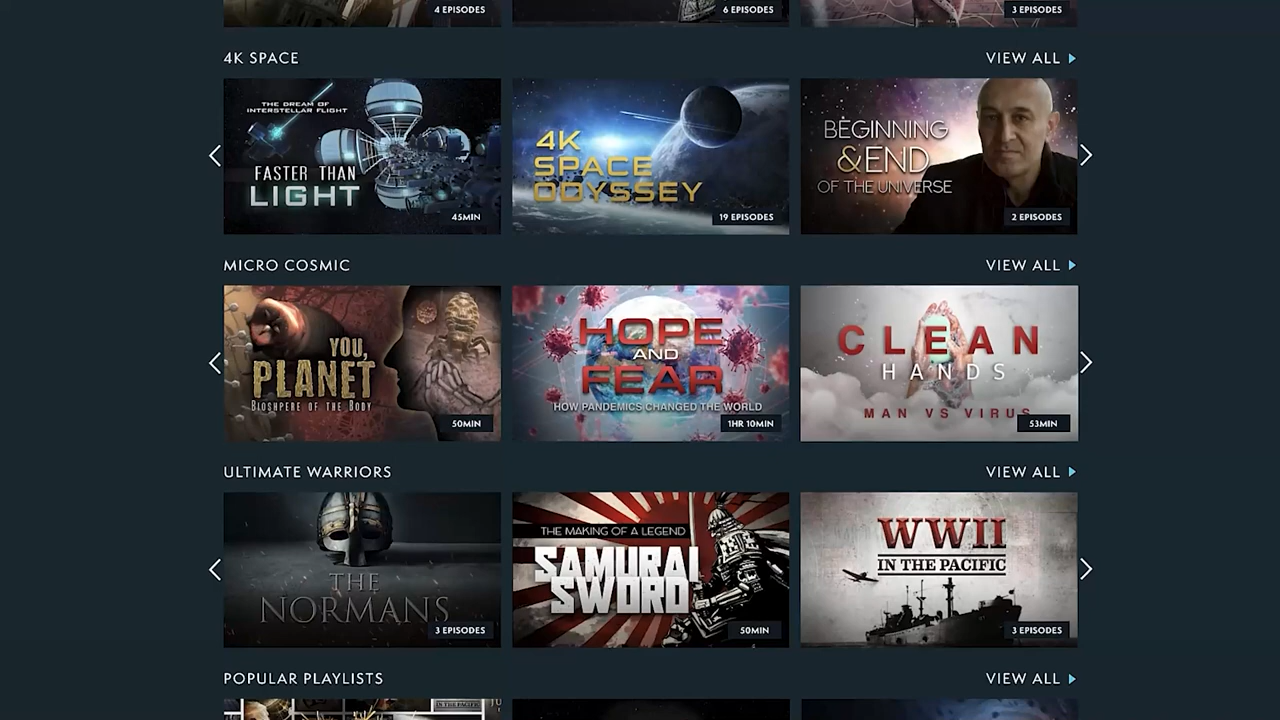 4 EPISODES
6 EPISODES
3 EPISODES
4K SPACE
VIEW ALL
THE DREAM OF
INTERSTELLAR FLIGHT
FASTER THAN
LIGHT
45MIN
4K
SPACE
ODYSSEY
19 EPISODES
BEGINNING
&END
OF THE UNIVERSE
2 EPISODES
MICRO COSMIC
VIEW ALL
YOU,
PLANET
BIOSHPERE OF THE BODY
50MIN
HOPE
AND
FEAR
HOW PANDEMICS CHANGED THE WORLD
1HR 10MIN
CLEAN
HANDS
MAN VS VIRUS
53MIN
ULTIMATE WARRIORS
VIEW ALL
THE
NORMANS
3 EPISODES
THE MAKING OF A LEGEND
SAMURAI
SWORD
50MIN
WWII
IN THE PACIFIC
3 EPISODES
POPULAR PLAYLISTS
VIEW ALL
IN THE PACIFIC